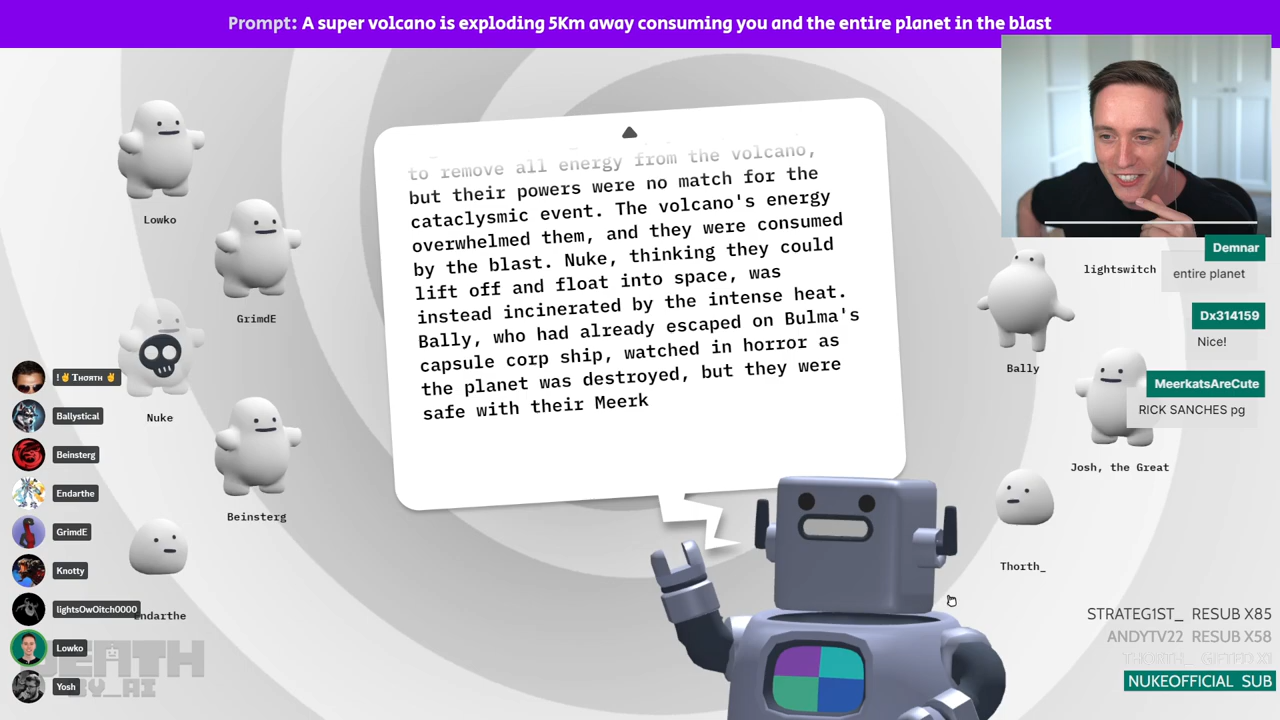 Prompt: A super volcano is exploding 5Km away consuming you and the entire planet in the blast
to remove all energy from the volcano,
but their powers were no match for the
cataclysmic event. The volcano's energy
overwhelmed them, and they were consumed
by the blast. Nuke, thinking they could
lift off and float into space, was
instead incinerated by the intense heat.
Bally, who had already escaped on Bulma's
capsule corp ship, watched in horror as
the planet was destroyed, but they were
safe with their Meerk
Lowko
GrimdE
Nuke
Beinsterg
Endarthe
lightswitch
Bally
Josh, the Great
Thorth_
! ✌ Thorth ✌
Ballystical
Beinsterg
Endarthe
GrimdE
Knotty
lightsOwOitch0000
Lowko
Yosh
DEATH
BY_AI
Demnar
entire planet
Dx314159
Nice!
MeerkatsAreCute
RICK SANCHES pg
STRATEG1ST_ RESUB X85
ANDYTV22 RESUB X58
THORTH_ GIFTED X1
NUKEOFFICIAL SUB